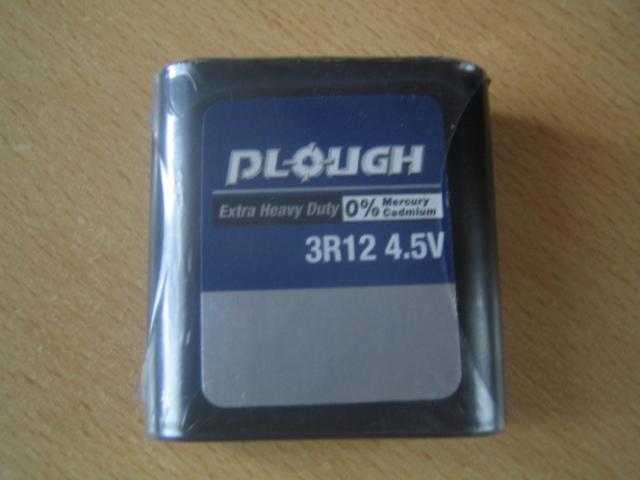 PLOUGH
Extra Heavy Duty 0% Mercury Cadmium
3R12 4.5V